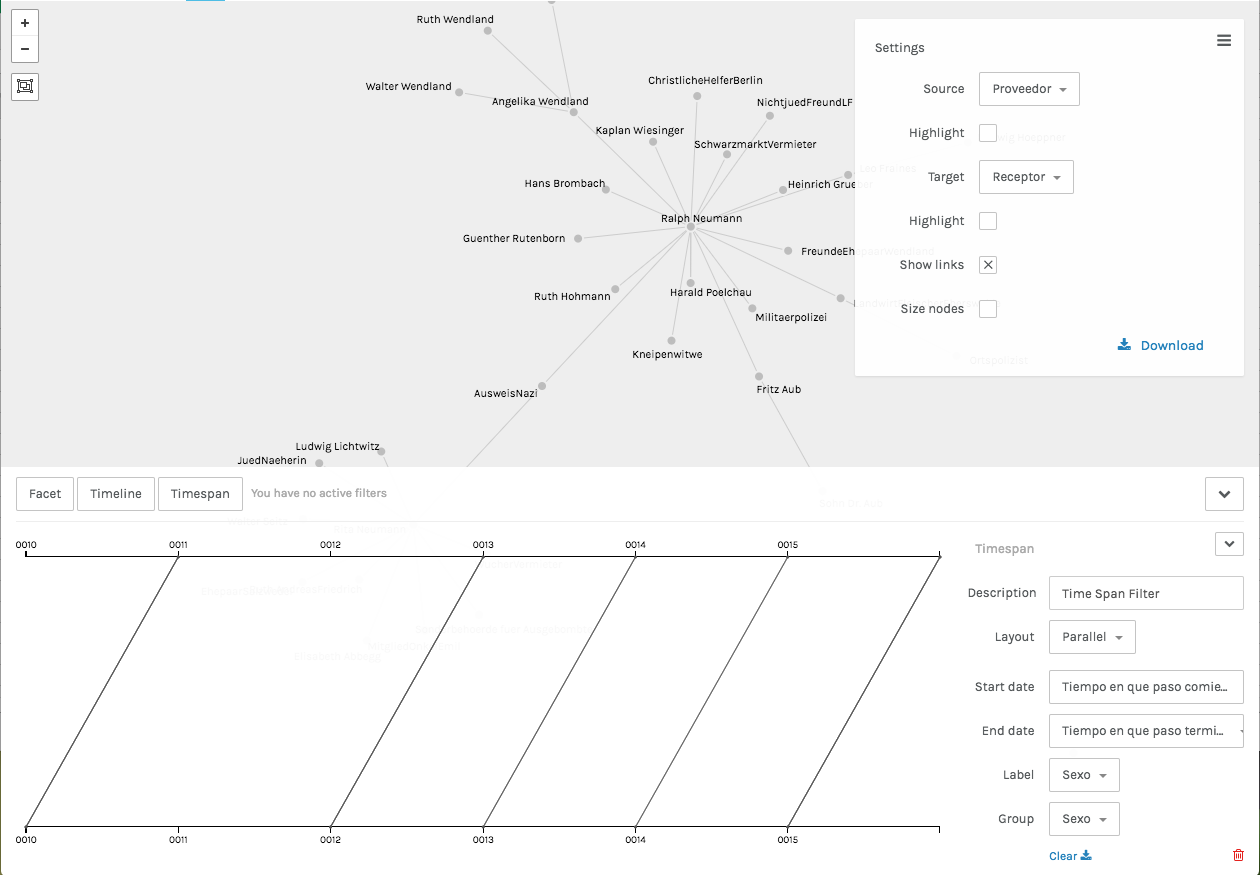 +
−
Ruth Wendland
Walter Wendland
Angelika Wendland
ChristlicheHelferBerlin
NichtjuedFreundLF
Kaplan Wiesinger
SchwarzmarktVermieter
Hans Brombach
Heinrich Grue
Ralph Neumann
Guenther Rutenborn
FreundeEh
Ruth Hohmann
Harald Poelchau
Militaerpolizei
Kneipenwitwe
AusweisNazi
Fritz Aub
Ludwig Lichtwitz
JuedNaeherin
Settings
Source Proveedor
Highlight
Target Receptor
Highlight
Show links
Size nodes
Download
Facet Timeline Timespan You have no active filters
0010 0011 0012 0013 0014 0015
0010 0011 0012 0013 0014 0015
Timespan
Description Time Span Filter
Layout Parallel
Start date Tiempo en que paso comie...
End date Tiempo en que paso termi...
Label Sexo
Group Sexo
Clear